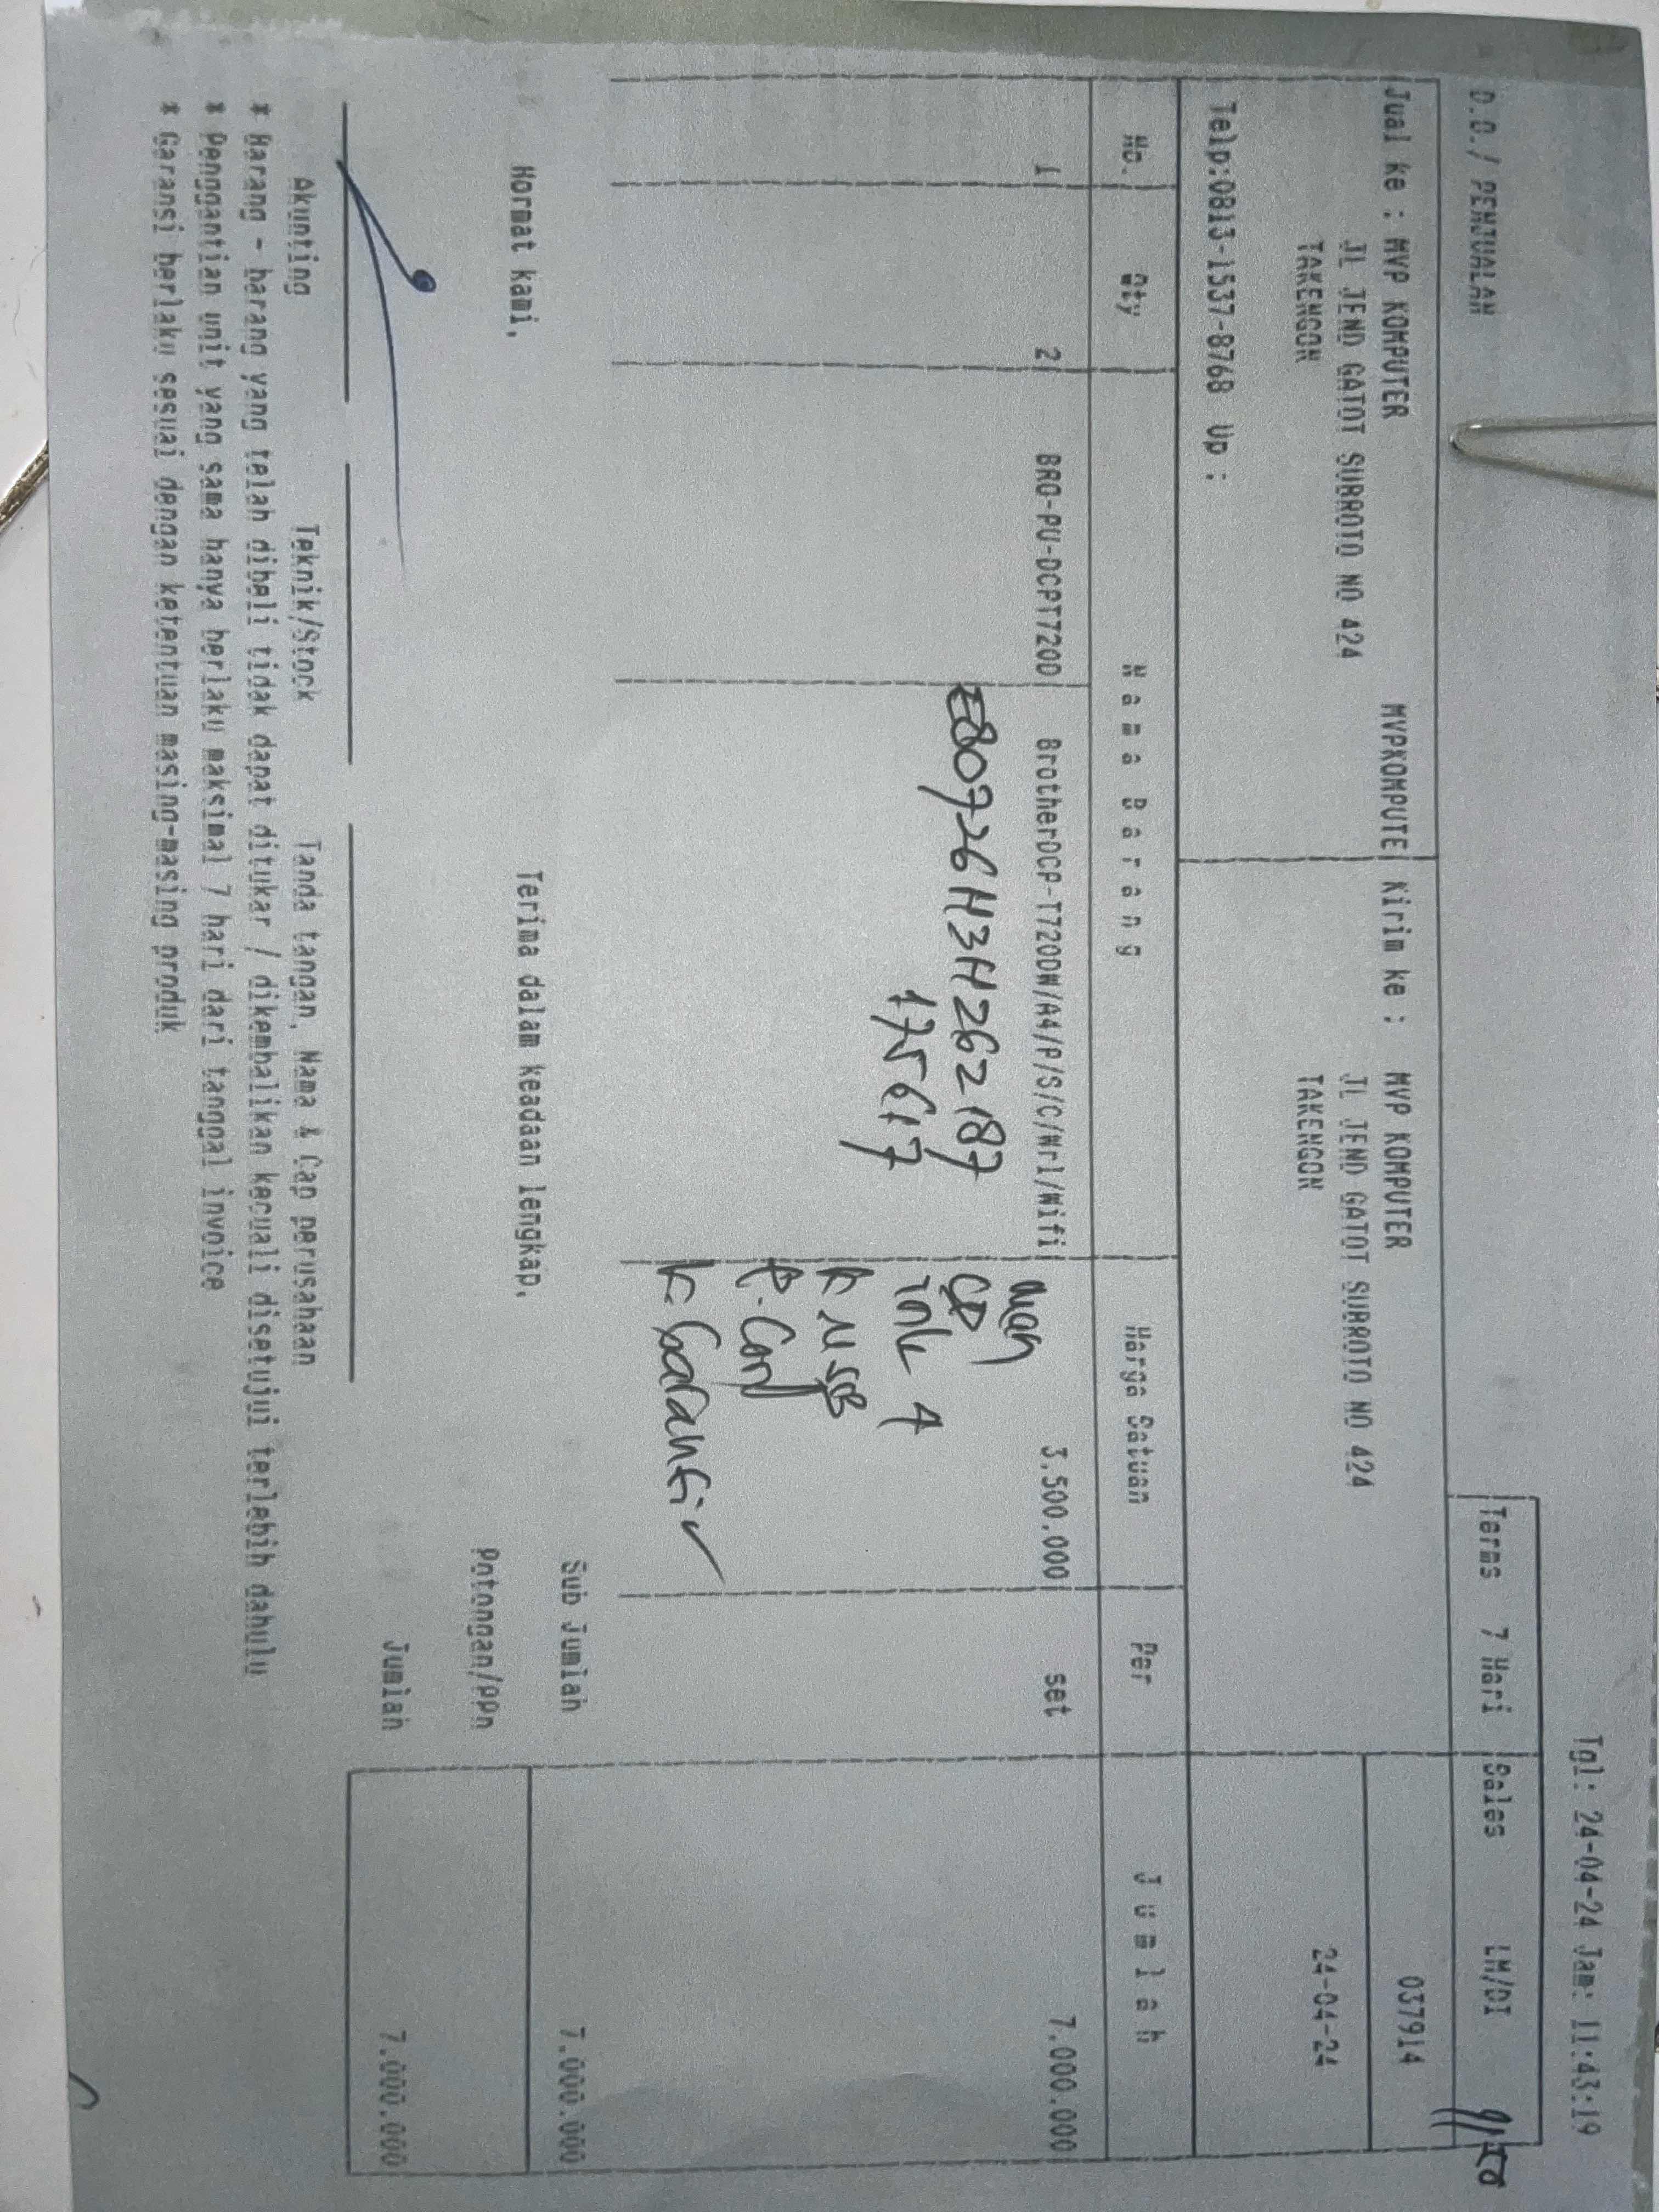 Tgl: 24-04-24 Jam: 11:43:19
D.O./ PENJUALAN
Terms 7 Hari Sales LM/DI
Jual ke : MVP KOMPUTER MVPKOMPUTE Kirim ke : MVP KOMPUTER 037914
JL JEND GATOT SUBROTO NO 424 JL JEND GATOT SUBROTO NO 424
TAKENGON TAKENGON 24-04-24
Telp:0813-1537-8768 Up :
No. Qty Nama Barang Harga Satuan Per Jumlah
1 2 BRO-PU-DCPT720D BrotherDCP-T720DW/A4/P/S/C/Wrl/Wifi 3.500.000 set 7.000.000
E80726H3H262187
175617
CD
ink 4
K USB
P. Cord
K. Garansi ✓
Sub Jumlah 7.000.000
Hormat kami, Terima dalam keadaan lengkap,
Potongan/PPn
Jumlah 7.000.000
Akunting Teknik/Stock Tanda tangan, Nama & Cap perusahaan
* Barang - barang yang telah dibeli tidak dapat ditukar / dikembalikan kecuali disetujui terlebih dahulu
* Penggantian unit yang sama hanya berlaku maksimal 7 hari dari tanggal invoice
* Garansi berlaku sesuai dengan ketentuan masing-masing produk